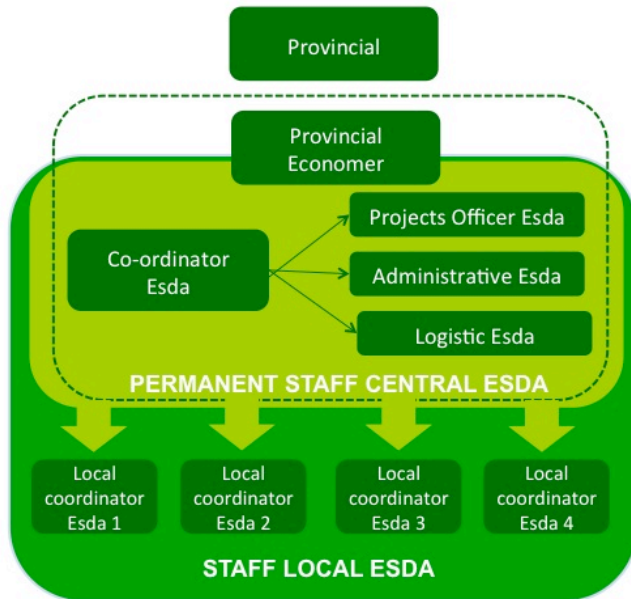 Provincial
Provincial
Economer
Projects Officer Esda
Co-ordinator
Esda
Administrative Esda
Logistic Esda
PERMANENT STAFF CENTRAL ESDA
Local
coordinator
Esda 1
Local
coordinator
Esda 2
Local
coordinator
Esda 3
Local
coordinator
Esda 4
STAFF LOCAL ESDA